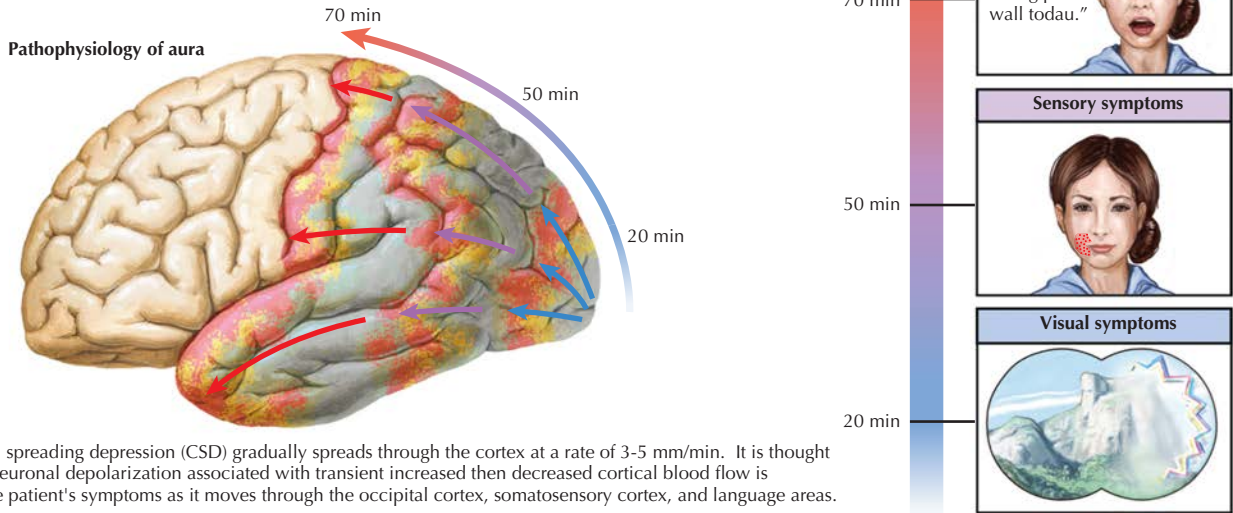 70 min
Pathophysiology of aura
50 min
20 min
spreading depression (CSD) gradually spreads through the cortex at a rate of 3-5 mm/min. It is thought
depolarization associated with transient increased then decreased cortical blood flow is
patient's symptoms as it moves through the occipital cortex, somatosensory cortex, and language areas.
70 min
wall todau.”
Sensory symptoms
50 min
Visual symptoms
20 min